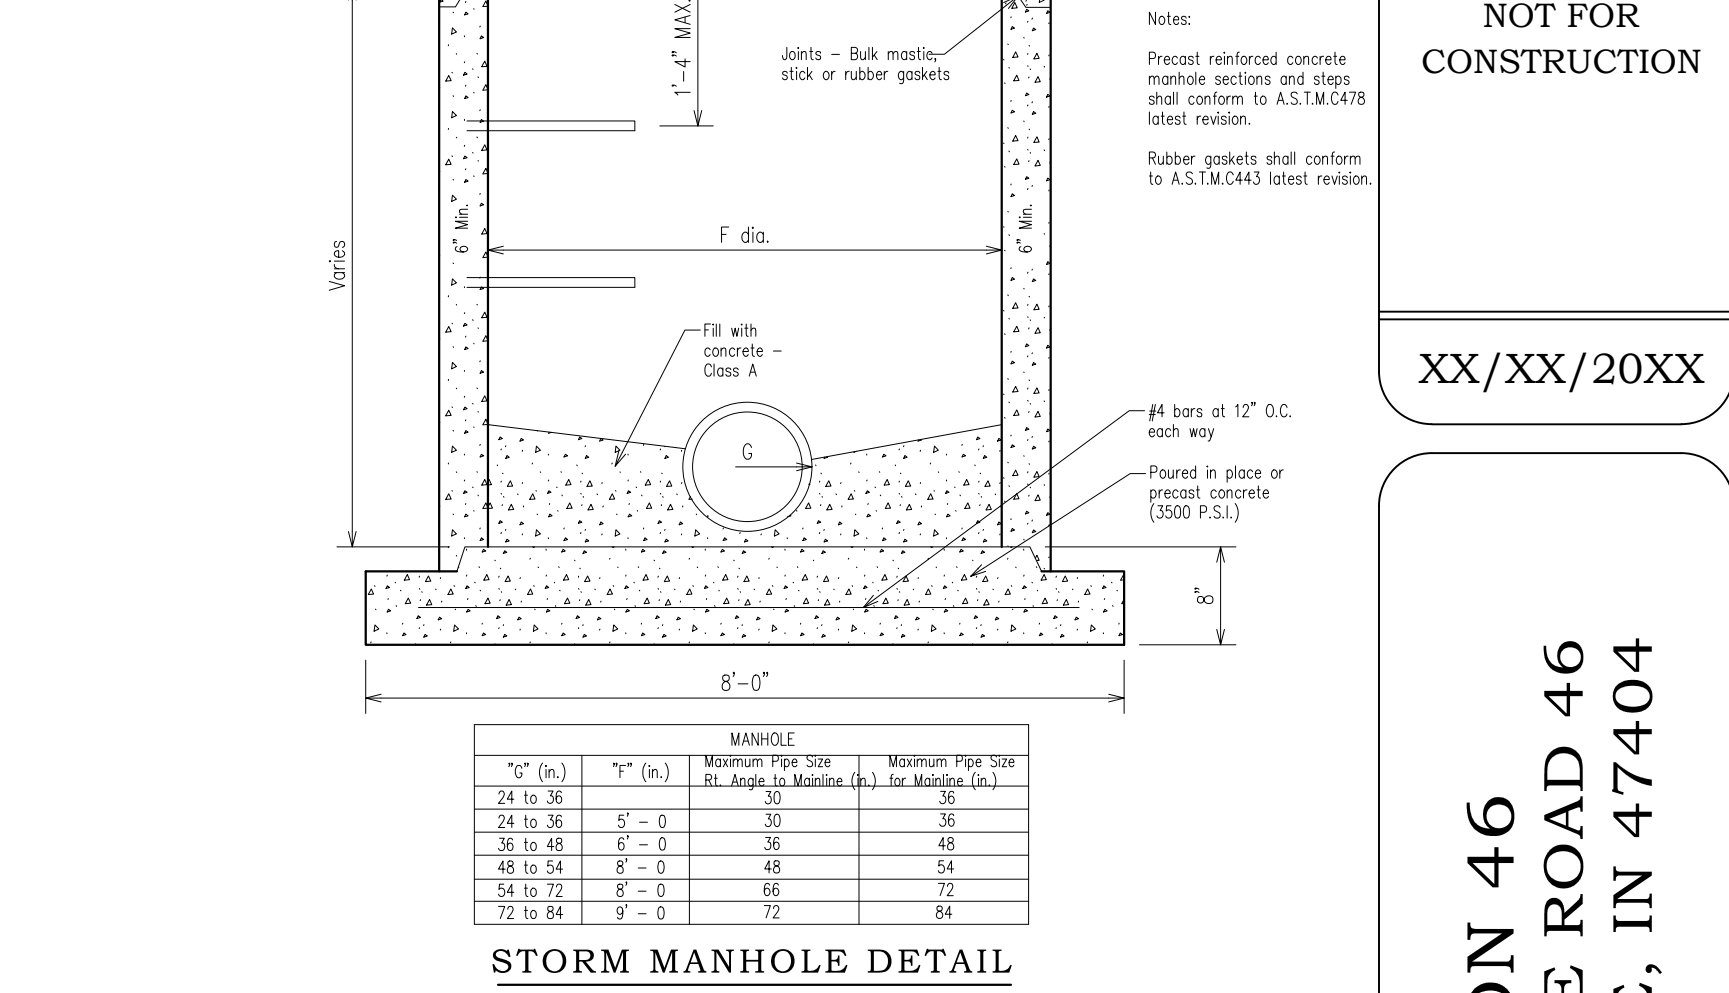 1'-4" MAX.
Joints - Bulk mastic,
stick or rubber gaskets
Notes:
Precast reinforced concrete
manhole sections and steps
shall conform to A.S.T.M.C478
latest revision.
Rubber gaskets shall conform
to A.S.T.M.C443 latest revision.
NOT FOR
CONSTRUCTION
Varies
6" Min.
F dia.
6" Min.
Fill with
concrete -
Class A
G
XX/XX/20XX
#4 bars at 12" O.C.
each way
Poured in place or
precast concrete
(3500 P.S.I.)
8"
8'-0"
MANHOLE
"G" (in.) "F" (in.) Maximum Pipe Size Rt. Angle to Mainline (in.) Maximum Pipe Size for Mainline (in.)
24 to 36 30 36
24 to 36 5' - 0 30 36
36 to 48 6' - 0 36 48
48 to 54 8' - 0 48 54
54 to 72 8' - 0 66 72
72 to 84 9' - 0 72 84
STORM MANHOLE DETAIL
ON 46
E ROAD 46
, IN 47404